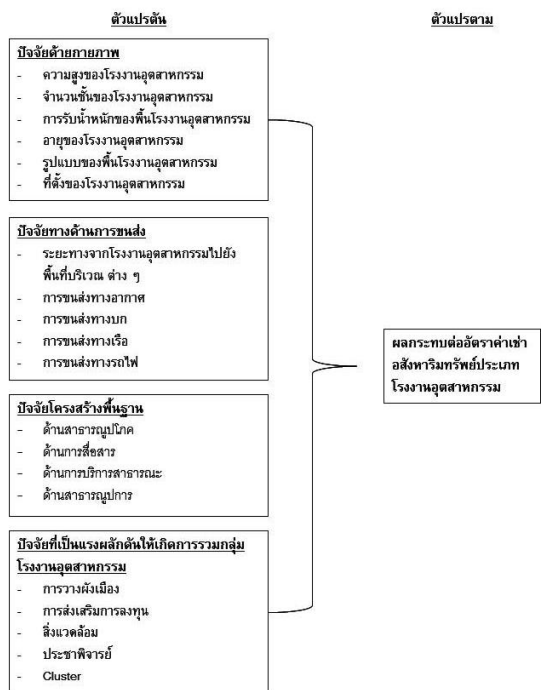 ตัวแปรต้น
ตัวแปรตาม
ปัจจัยด้านกายภาพ
- ความสูงของโรงงานอุตสาหกรรม
- จำนวนชั้นของโรงงานอุตสาหกรรม
- การรับน้ำหนักของพื้นโรงงานอุตสาหกรรม
- อายุของโรงงานอุตสาหกรรม
- รูปแบบของพื้นโรงงานอุตสาหกรรม
- ที่ตั้งของโรงงานอุตสาหกรรม
ปัจจัยทางด้านการขนส่ง
- ระยะทางจากโรงงานอุตสาหกรรมไปยัง
พื้นที่บริเวณ ต่าง ๆ
- การขนส่งทางอากาศ
- การขนส่งทางบก
- การขนส่งทางเรือ
- การขนส่งทางรถไฟ
ปัจจัยโครงสร้างพื้นฐาน
- ด้านสาธารณูปโภค
- ด้านการสื่อสาร
- ด้านการบริการสาธารณะ
- ด้านสาธารณูปการ
ปัจจัยที่เป็นแรงผลักดันให้เกิดการรวมกลุ่ม
โรงงานอุตสาหกรรม
- การวางผังเมือง
- การส่งเสริมการลงทุน
- สิ่งแวดล้อม
- ประชาพิจารย์
- Cluster
ผลกระทบต่ออัตราค่าเช่า
อสังหาริมทรัพย์ประเภท
โรงงานอุตสาหกรรม